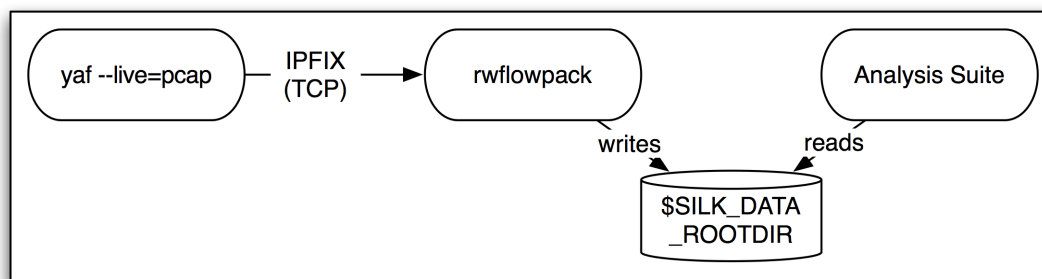 yaf --live=pcap
IPFIX
(TCP)
rwflowpack
Analysis Suite
writes
reads
$SILK_DATA
_ROOTDIR